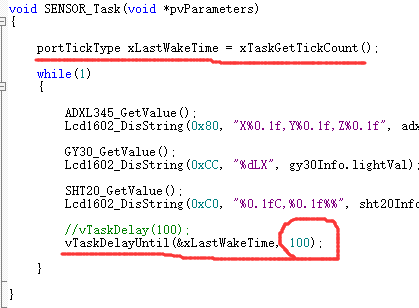 void SENSOR_Task(void *pvParameters)
{
portTickType xLastWakeTime = xTaskGetTickCount();
while(1)
{
ADXL345_GetValue();
Lcd1602_DisString(0x80, "X%0.1f,Y%0.1f,Z%0.1f", adx
GY30_GetValue();
Lcd1602_DisString(0xCC, "%dLX", gy30Info.lightVal);
SHT20_GetValue();
Lcd1602_DisString(0xC0, "%0.1fC,%0.1f%%", sht20Info
//vTaskDelay(100);
vTaskDelayUntil(&xLastWakeTime, 100);
}
}